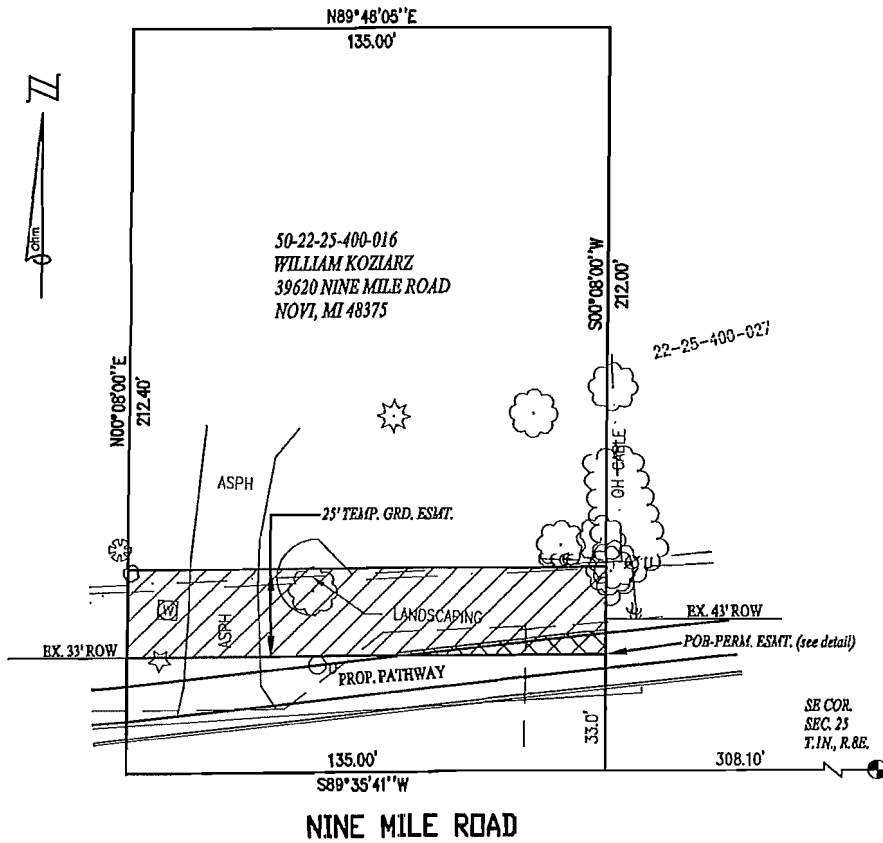 N89°48'05"E
135.00'
Z
ohm
50-22-25-400-016
WILLIAM KOZIARZ
39620 NINE MILE ROAD
NOVI, MI 48375
N00°08'00"E
212.40'
S00°08'00"W
212.00'
22-25-400-027
OH CABLE
ASPH
25' TEMP. GRD. ESMT.
W
ASPH
LANDSCAPING
EX. 43' ROW
EX. 33' ROW
POB-PERM. ESMT. (see detail)
PROP. PATHWAY
33.0'
SE COR.
SEC. 25
T.1N., R.8E.
135.00'
308.10'
S89°35'41"W
NINE MILE ROAD